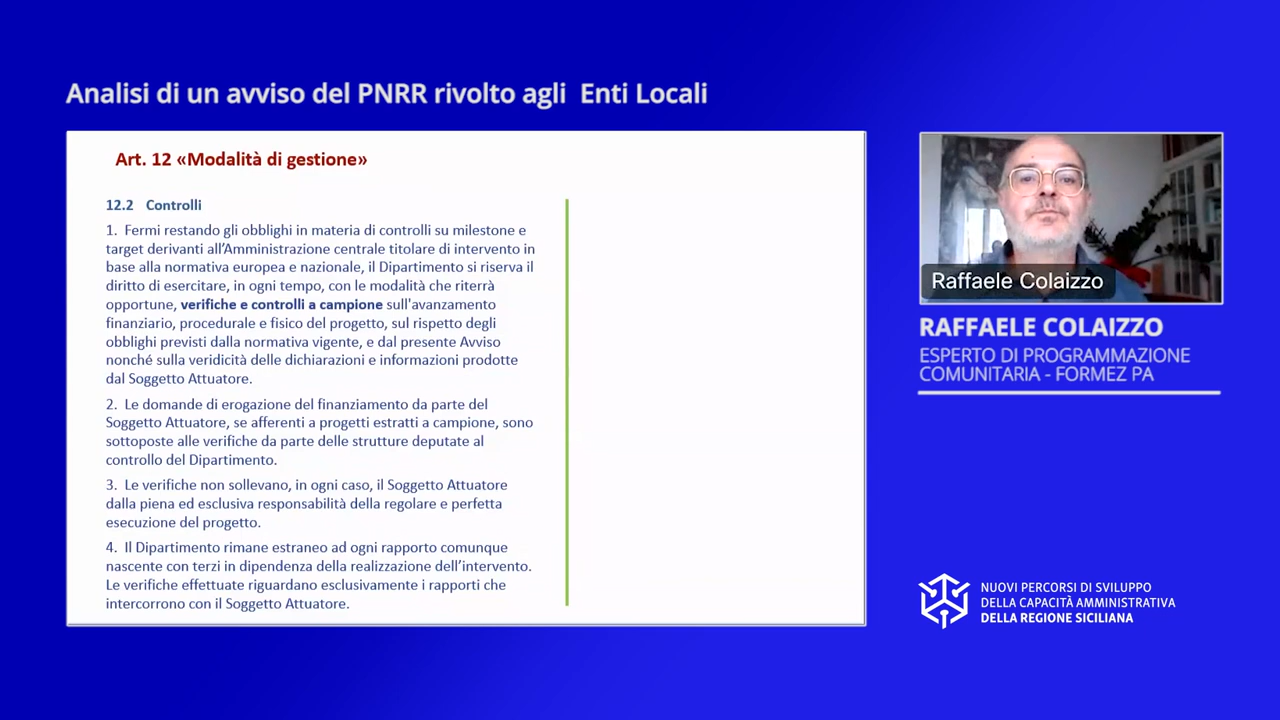 Analisi di un avviso del PNRR rivolto agli Enti Locali
Art. 12 «Modalità di gestione»
12.2 Controlli
1. Fermi restando gli obblighi in materia di controlli su milestone e
target derivanti all’Amministrazione centrale titolare di intervento in
base alla normativa europea e nazionale, il Dipartimento si riserva il
diritto di esercitare, in ogni tempo, con le modalità che riterrà
opportune, verifiche e controlli a campione sull'avanzamento
finanziario, procedurale e fisico del progetto, sul rispetto degli
obblighi previsti dalla normativa vigente, e dal presente Avviso
nonché sulla veridicità delle dichiarazioni e informazioni prodotte
dal Soggetto Attuatore.
2. Le domande di erogazione del finanziamento da parte del
Soggetto Attuatore, se afferenti a progetti estratti a campione, sono
sottoposte alle verifiche da parte delle strutture deputate al
controllo del Dipartimento.
3. Le verifiche non sollevano, in ogni caso, il Soggetto Attuatore
dalla piena ed esclusiva responsabilità della regolare e perfetta
esecuzione del progetto.
4. Il Dipartimento rimane estraneo ad ogni rapporto comunque
nascente con terzi in dipendenza della realizzazione dell’intervento.
Le verifiche effettuate riguardano esclusivamente i rapporti che
intercorrono con il Soggetto Attuatore.
Raffaele Colaizzo
RAFFAELE COLAIZZO
ESPERTO DI PROGRAMMAZIONE
COMUNITARIA - FORMEZ PA
NUOVI PERCORSI DI SVILUPPO
DELLA CAPACITÀ AMMINISTRATIVA
DELLA REGIONE SICILIANA